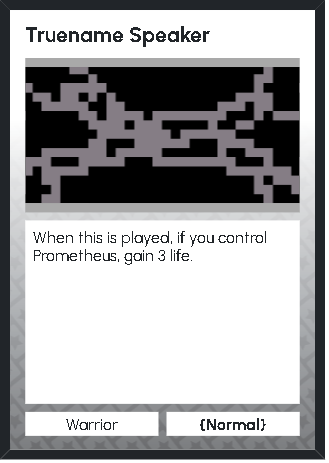 Truename Speaker
When this is played, if you control
Prometheus, gain 3 life.
Warrior
{Normal}